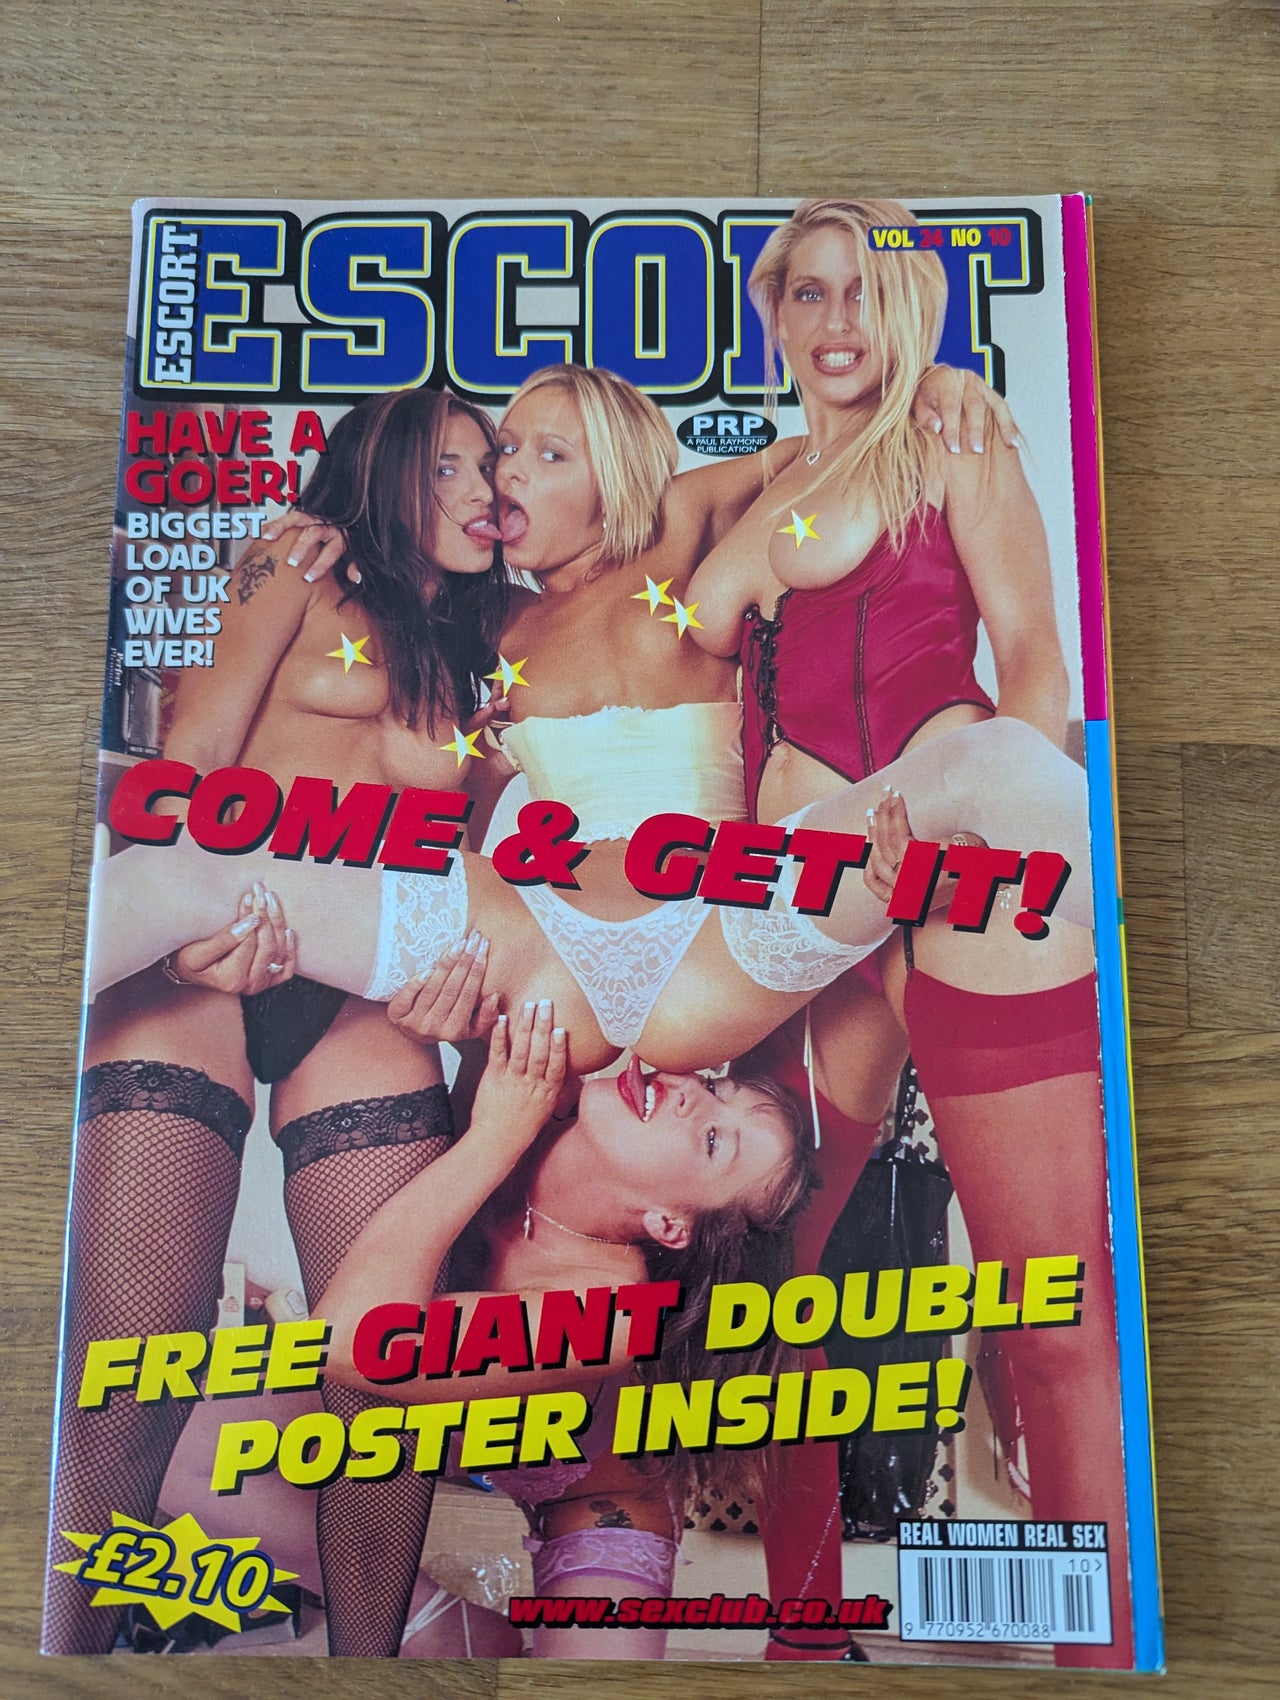 ESCORT
ESCORT
VOL 24 NO 10
HAVE A
GOER!
BIGGEST
LOAD
OF UK
WIVES
EVER!
PRP
A PAUL RAYMOND
PUBLICATION
COME & GET IT!
FREE GIANT DOUBLE
POSTER INSIDE!
£2.10
www.sexclub.co.uk
REAL WOMEN REAL SEX
10>
9 770952 670088